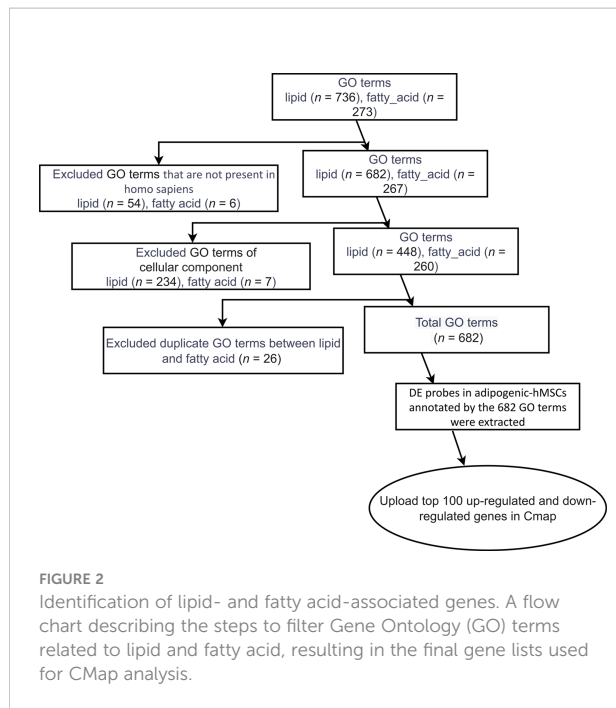 GO terms
lipid (n = 736), fatty_acid (n =
273)
Excluded GO terms that are not present in
homo sapiens
lipid (n = 54), fatty acid (n = 6)
GO terms
lipid (n = 682), fatty_acid (n =
267)
Excluded GO terms of
cellular component
lipid (n = 234), fatty acid (n = 7)
GO terms
lipid (n = 448), fatty_acid (n =
260)
Excluded duplicate GO terms between lipid
and fatty acid (n = 26)
Total GO terms
(n = 682)
DE probes in adipogenic-hMSCs
annotated by the 682 GO terms
were extracted
Upload top 100 up-regulated and down-
regulated genes in Cmap
FIGURE 2
Identification of lipid- and fatty acid-associated genes. A flow
chart describing the steps to filter Gene Ontology (GO) terms
related to lipid and fatty acid, resulting in the final gene lists used
for CMap analysis.